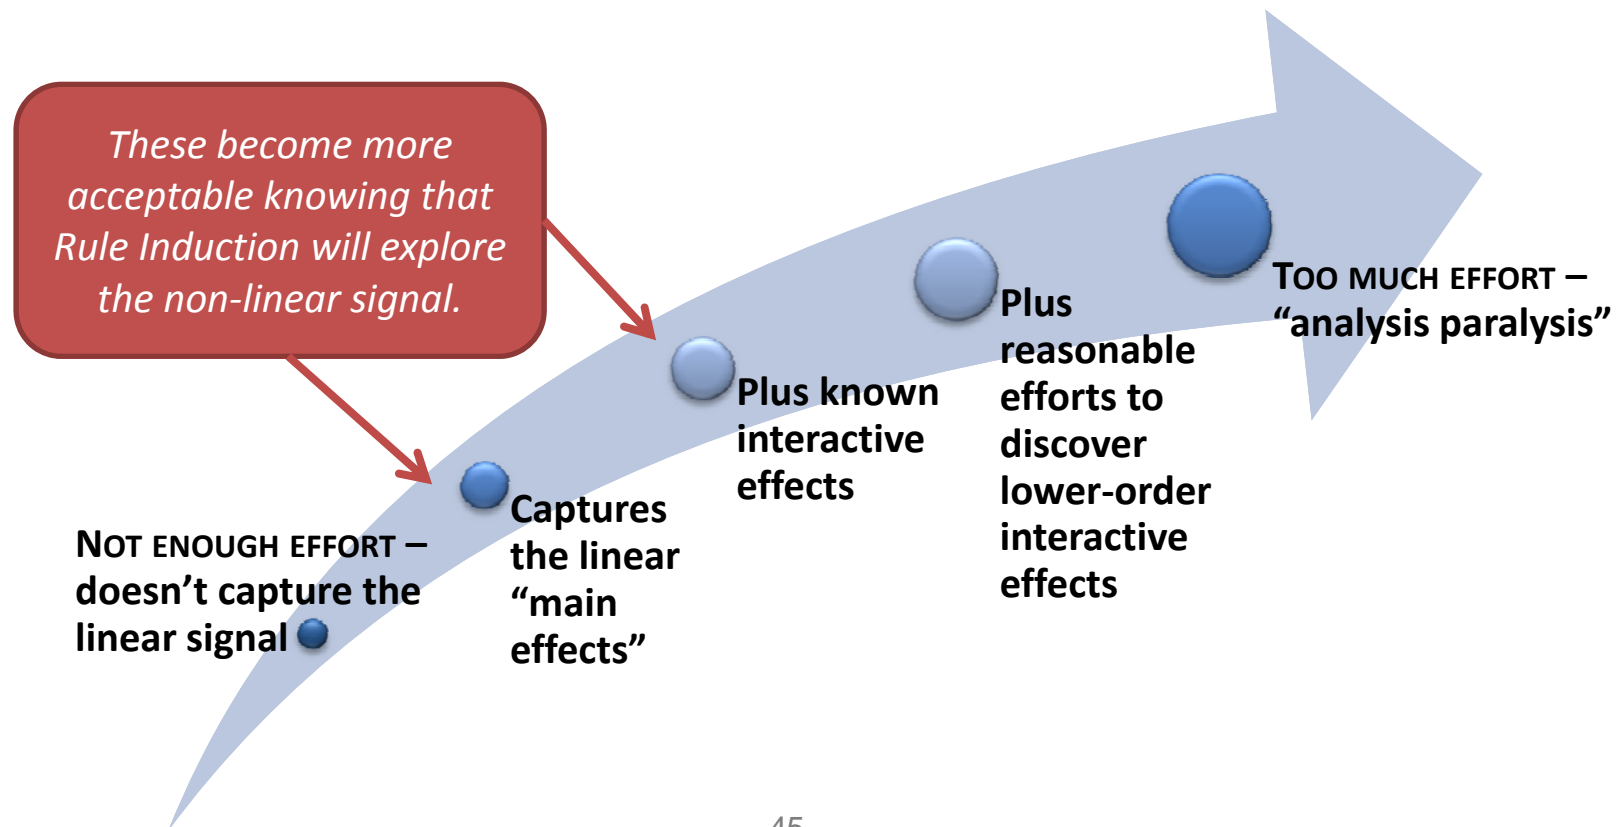 These become more
acceptable knowing that
Rule Induction will explore
the non-linear signal.
NOT ENOUGH EFFORT –
doesn’t capture the
linear signal
Captures
the linear
“main
effects”
Plus known
interactive
effects
Plus
reasonable
efforts to
discover
lower-order
interactive
effects
TOO MUCH EFFORT –
“analysis paralysis”
45